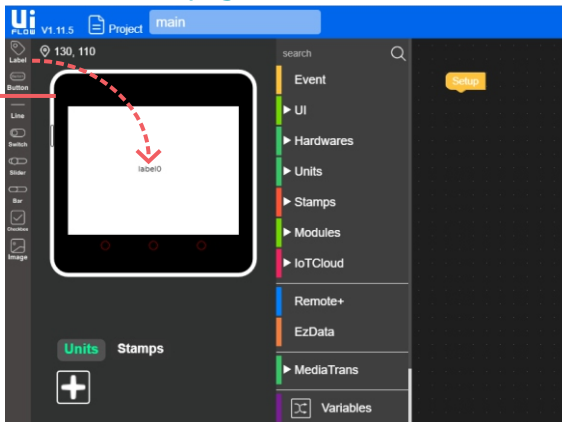 Ui
FLOW
V1.11.5
Project
main
130, 110
Label
Button
Line
Switch
Slider
Bar
Checkbox
Image
label0
Units
Stamps
search
Event
UI
Hardwares
Units
Stamps
Modules
IoTCloud
Remote+
EzData
MediaTrans
Variables
Setup